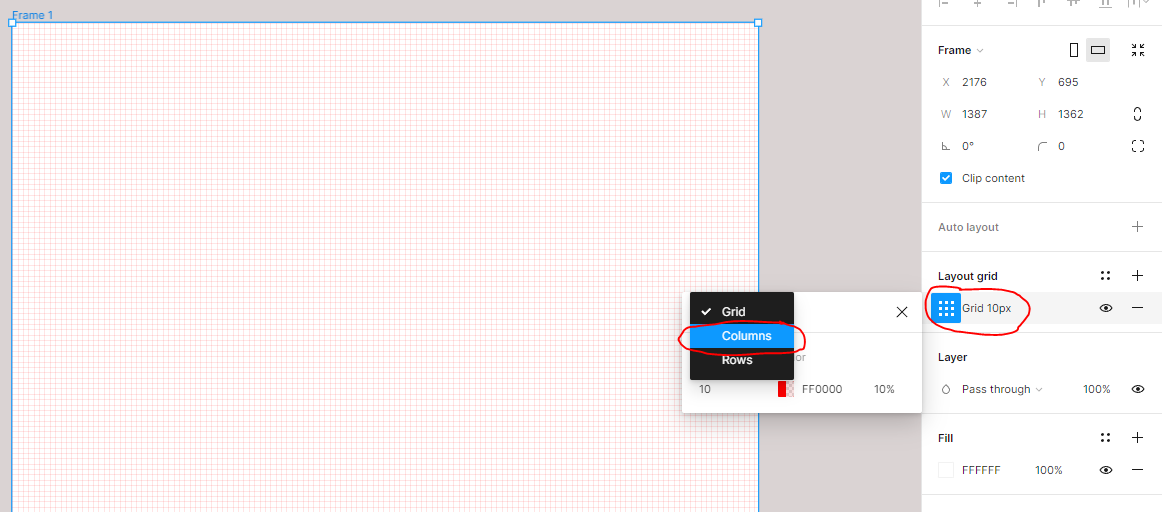 Frame 1
Frame
X 2176 Y 695
W 1387 H 1362
0° 0
Clip content
Auto layout
Layout grid
Grid 10px
Grid
Columns
Rows
or
10 FF0000 10%
Layer
Pass through 100%
Fill
FFFFFF 100%